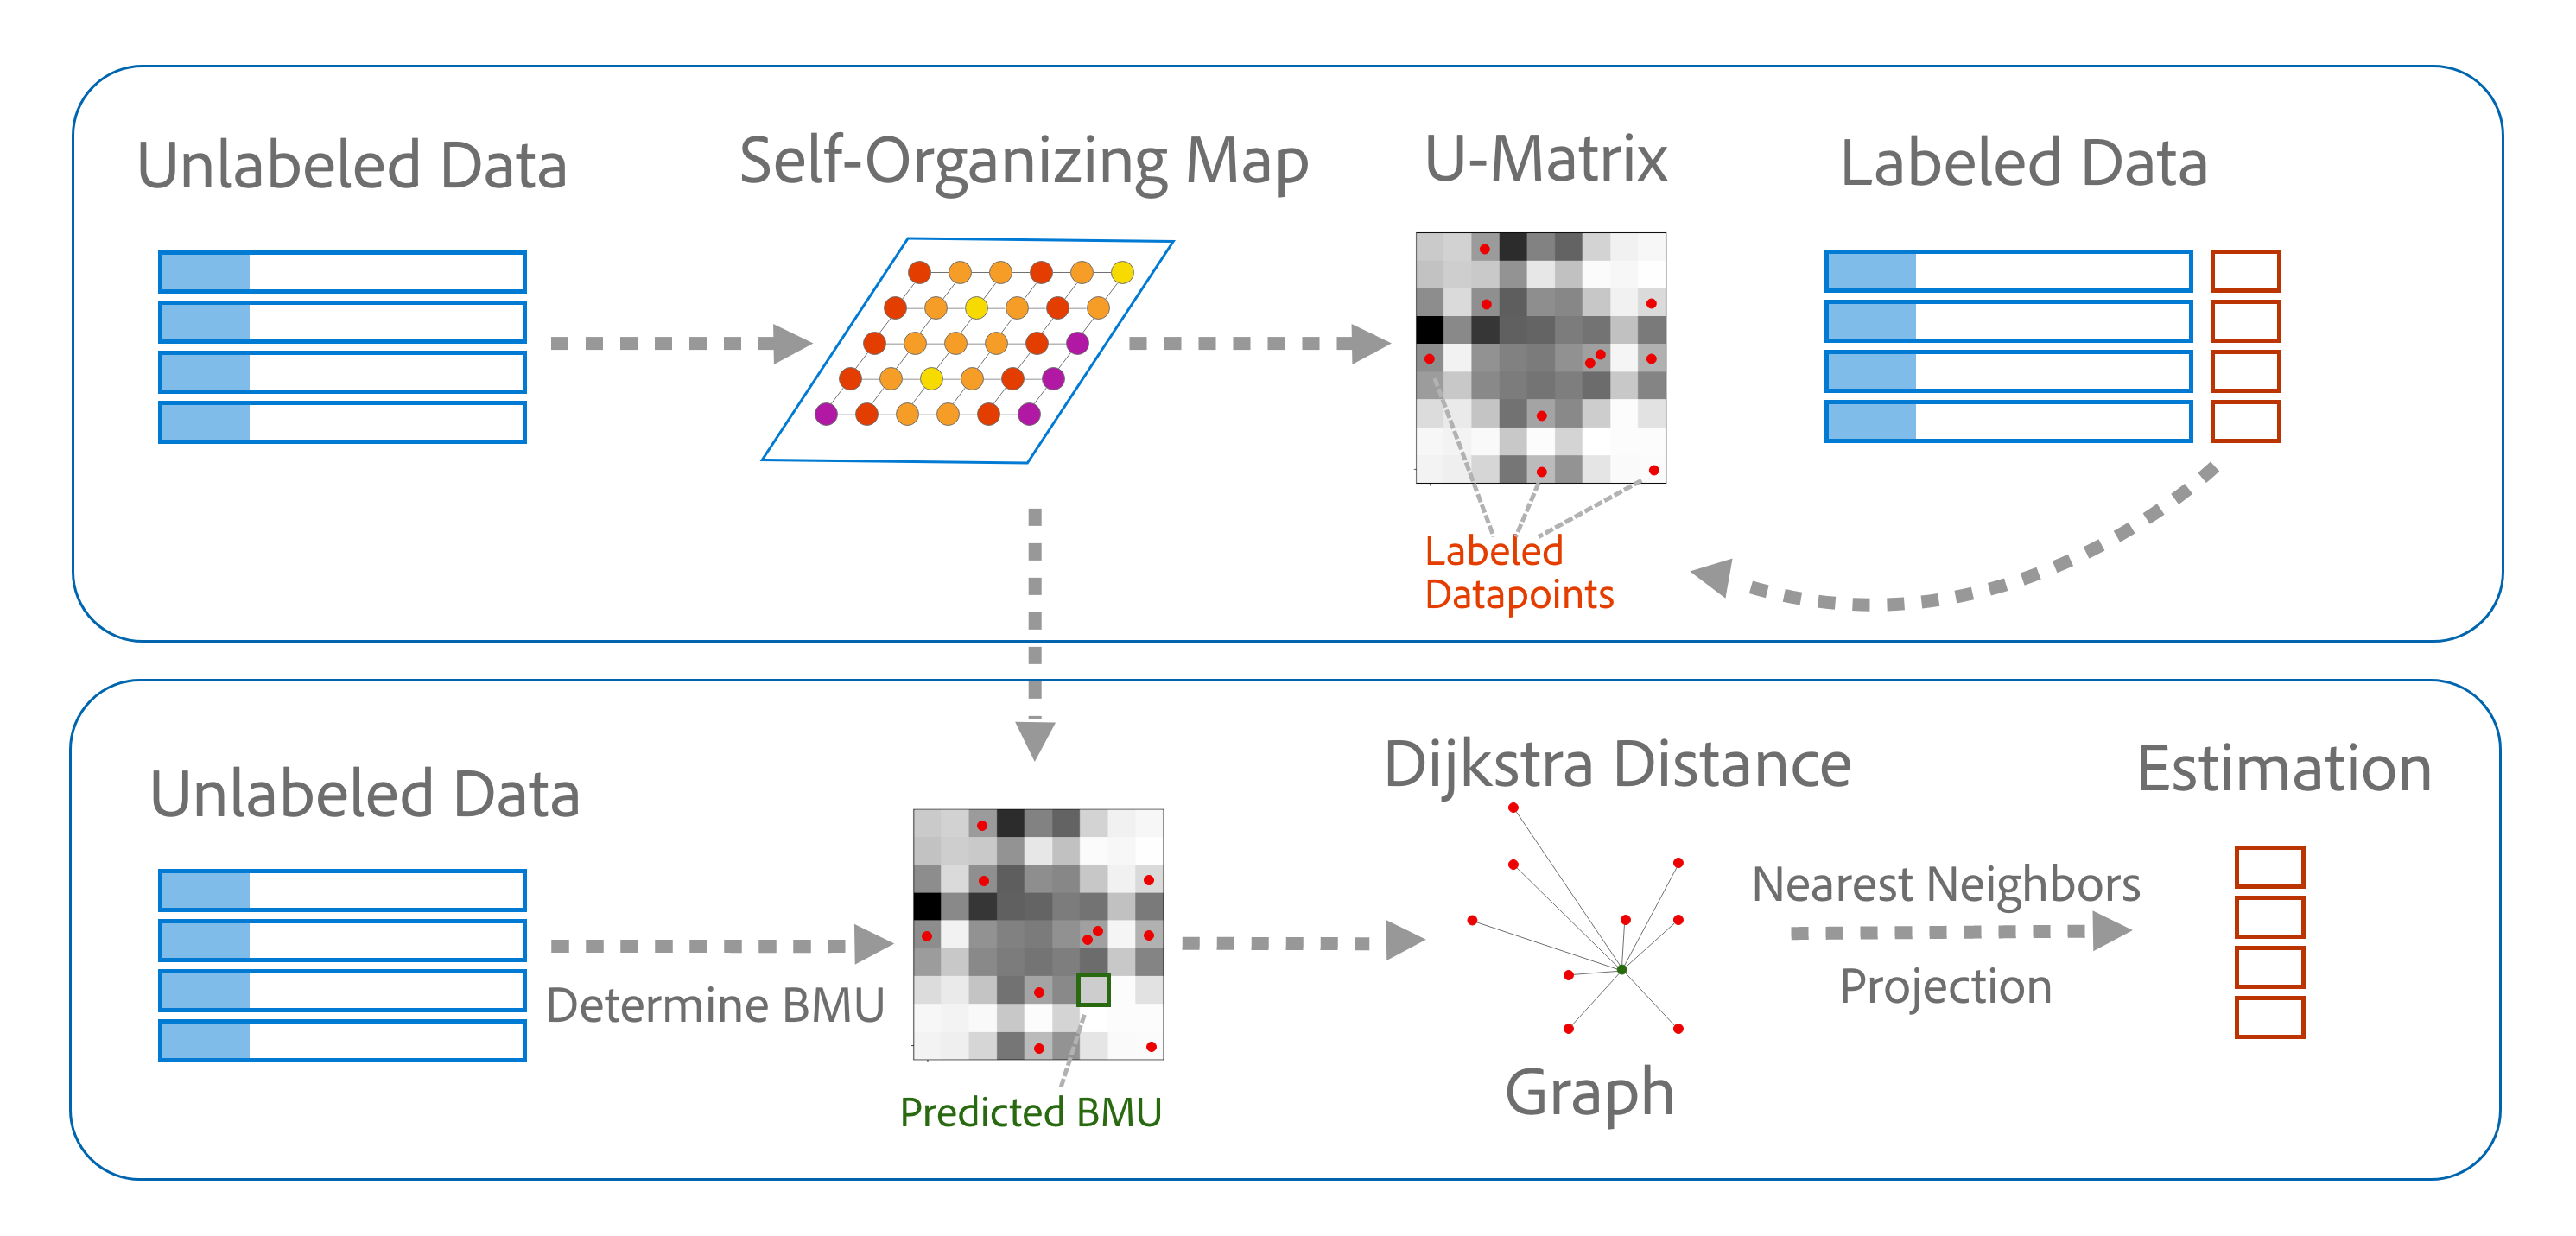 Unlabeled Data
Self-Organizing Map
U-Matrix
Labeled Data
Labeled
Datapoints
Unlabeled Data
Determine BMU
Predicted BMU
Dijkstra Distance
Graph
Nearest Neighbors
Projection
Estimation